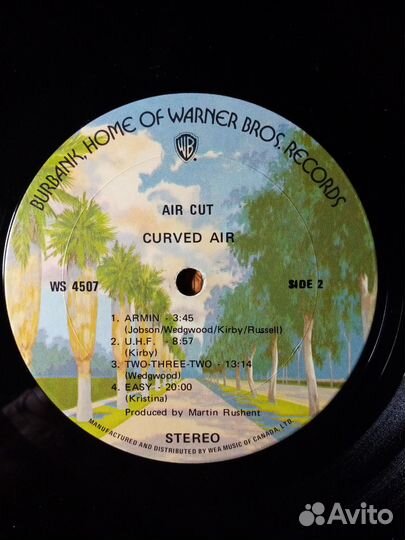 BURBANK, HOME OF WARNER BROS. RECORDS
WB
AIR CUT
CURVED AIR
WS 4507
SIDE 2
1. ARMIN - 3:45
(Jobson/Wedgwood/Kirby/Russell)
2. U.H.F. - 8:57
(Kirby)
3. TWO-THREE-TWO - 13:14
(Wedgwood)
4. EASY - 20:00
(Kristina)
Produced by Martin Rushent
STEREO
MANUFACTURED AND DISTRIBUTED BY WEA MUSIC OF CANADA, LTD.
Avito